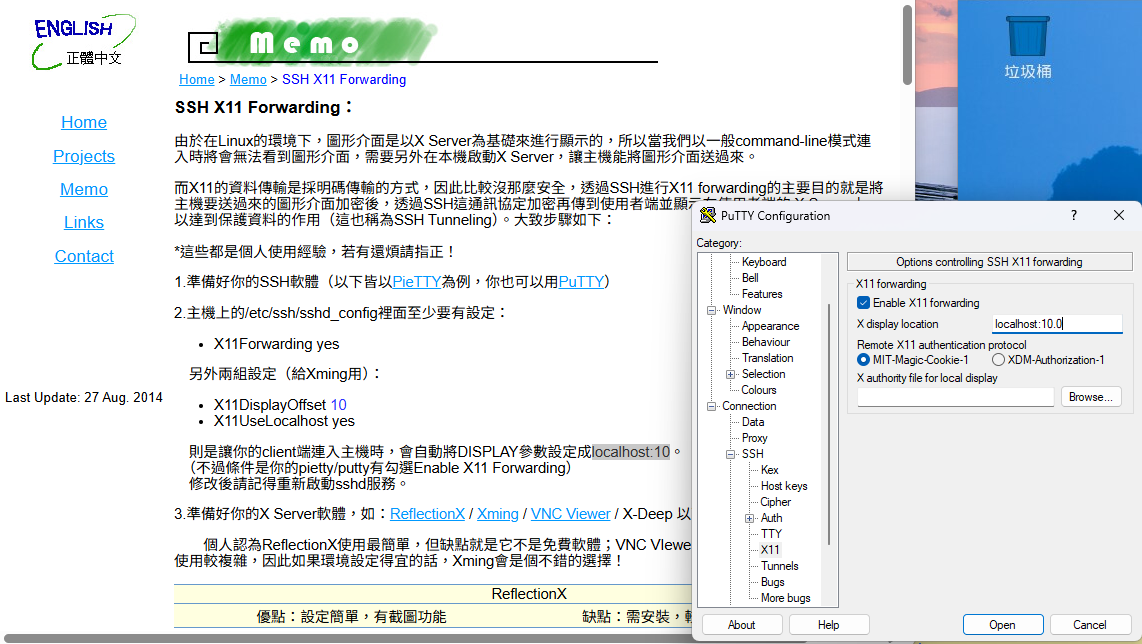 ENGLISH
正體中文
Home
Projects
Memo
Links
Contact
Last Update: 27 Aug. 2014
Memo
Home > Memo > SSH X11 Forwarding
SSH X11 Forwarding：
由於在Linux的環境下，圖形介面是以X Server為基礎來進行顯示的，所以當我們以一般command-line模式連
入時將會無法看到圖形介面，需要另外在本機啟動X Server，讓主機能將圖形介面送過來。
而X11的資料傳輸是採明碼傳輸的方式，因此比較沒那麼安全，透過SSH進行X11 forwarding的主要目的就是將
主機要送過來的圖形介面加密後，透過SSH這通訊協定加密再傳到使用者端並顯示
以達到保護資料的作用（這也稱為SSH Tunneling）。大致步驟如下：
*這些都是個人使用經驗，若有還煩請指正！
1.準備好你的SSH軟體（以下皆以PieTTY為例，你也可以用PuTTY）
2.主機上的/etc/ssh/sshd_config裡面至少要有設定：
• X11Forwarding yes
另外兩組設定（給Xming用）：
• X11DisplayOffset 10
• X11UseLocalhost yes
則是讓你的client端連入主機時，會自動將DISPLAY參數設定成localhost:10。
（不過條件是你的pietty/putty有勾選Enable X11 Forwarding）
修改後請記得重新啟動sshd服務。
3.準備好你的X Server軟體，如：ReflectionX / Xming / VNC Viewer / X-Deep 以
個人認為ReflectionX使用最簡單，但缺點就是它不是免費軟體；VNC VIewe
使用較複雜，因此如果環境設定得宜的話，Xming會是個不錯的選擇！
ReflectionX
優點：設定簡單，有截圖功能
缺點：需安裝，
垃圾桶
PuTTY Configuration
?
Category:
Keyboard
Bell
Features
Window
Appearance
Behaviour
Translation
Selection
Colours
Connection
Data
Proxy
SSH
Kex
Host keys
Cipher
Auth
TTY
X11
Tunnels
Bugs
More bugs
Options controlling SSH X11 forwarding
X11 forwarding
Enable X11 forwarding
X display location
localhost:10.0
Remote X11 authentication protocol
MIT-Magic-Cookie-1
XDM-Authorization-1
X authority file for local display
Browse...
About
Help
Open
Cancel